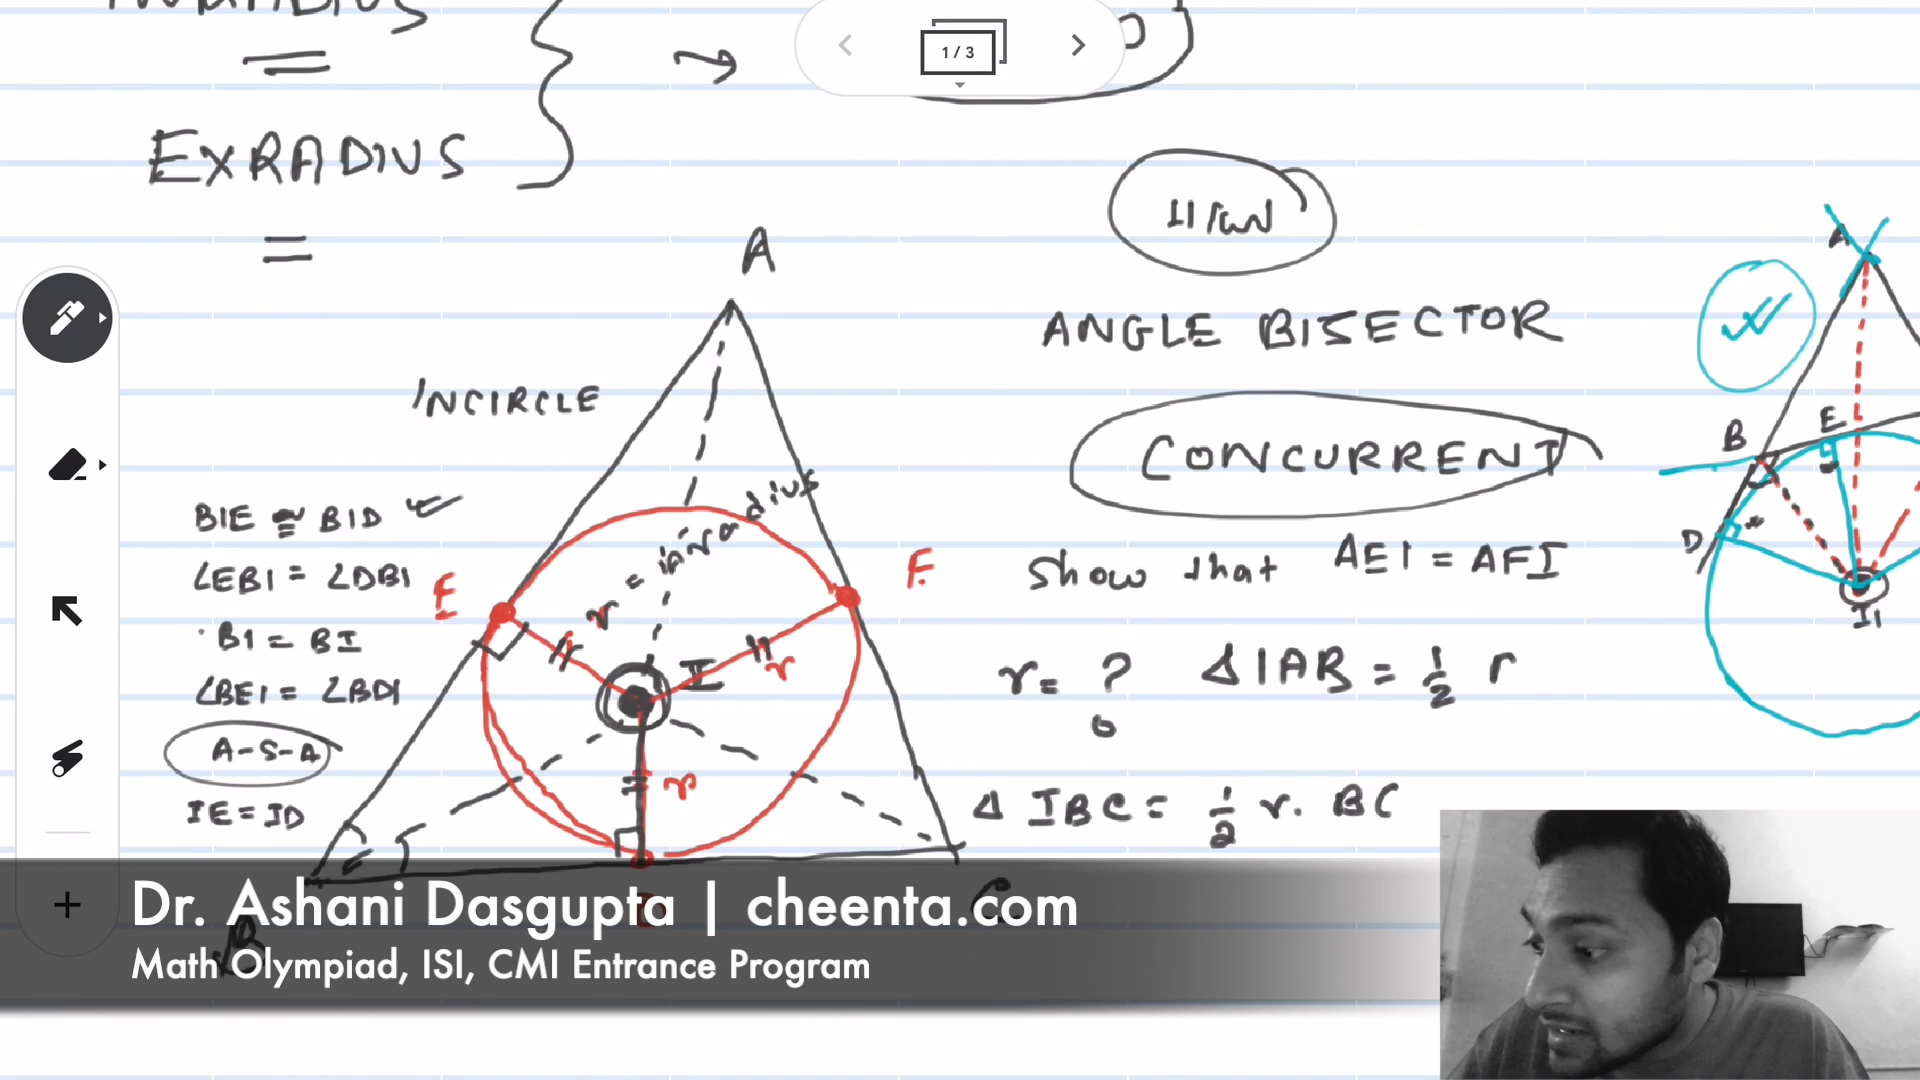 1 / 3
EXRADIUS
=
A
ANGLE BISECTOR
INCIRCLE
CONCURRENT
BIE ≅ BID
∠EBI = ∠DBI
BI = BI
∠BEI = ∠BDI
A-S-A
IE = ID
E
F
r = inradius
I
r
r
B
C
D
Show that AEI = AFI
r = ? Δ IAB = 1/2 r
Δ IBC = 1/2 r. BC
A
B
E
D
I₁
Dr. Ashani Dasgupta | cheenta.com
Math Olympiad, ISI, CMI Entrance Program